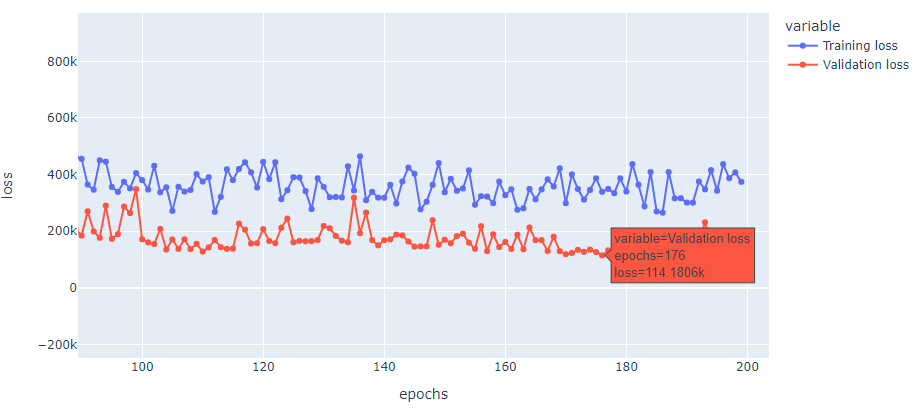 variable
Training loss
Validation loss
800k
600k
400k
200k
0
−200k
loss
variable=Validation loss
epochs=176
loss=114.1806k
100 120 140 160 180 200
epochs